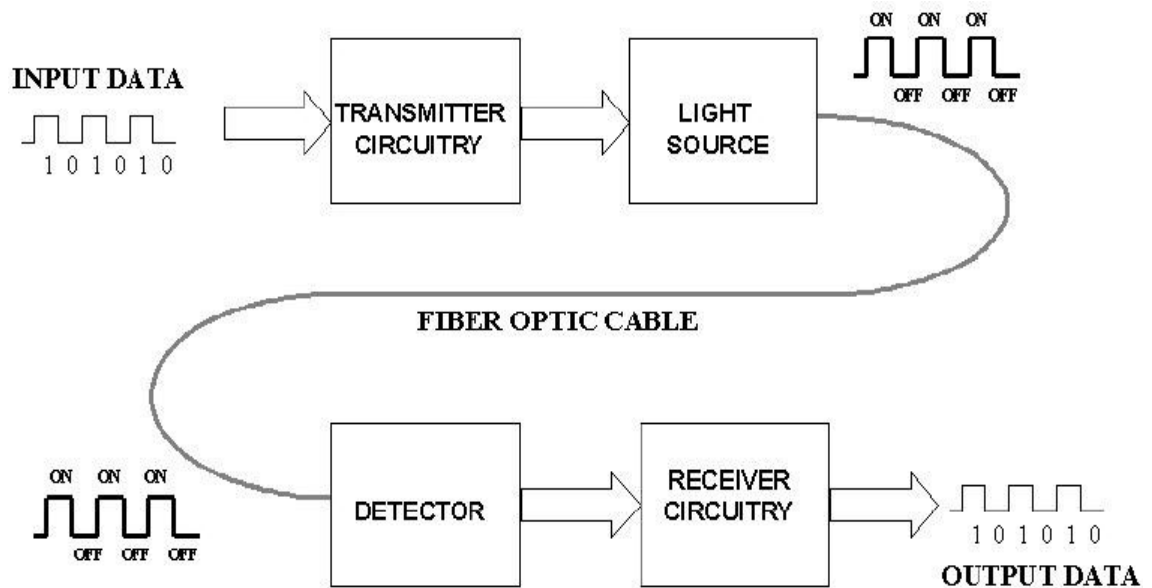 ON ON ON
OFF OFF OFF
INPUT DATA
1 0 1 0 1 0
TRANSMITTER
CIRCUITRY
LIGHT
SOURCE
FIBER OPTIC CABLE
ON ON ON
OFF OFF OFF
DETECTOR
RECEIVER
CIRCUITRY
1 0 1 0 1 0
OUTPUT DATA